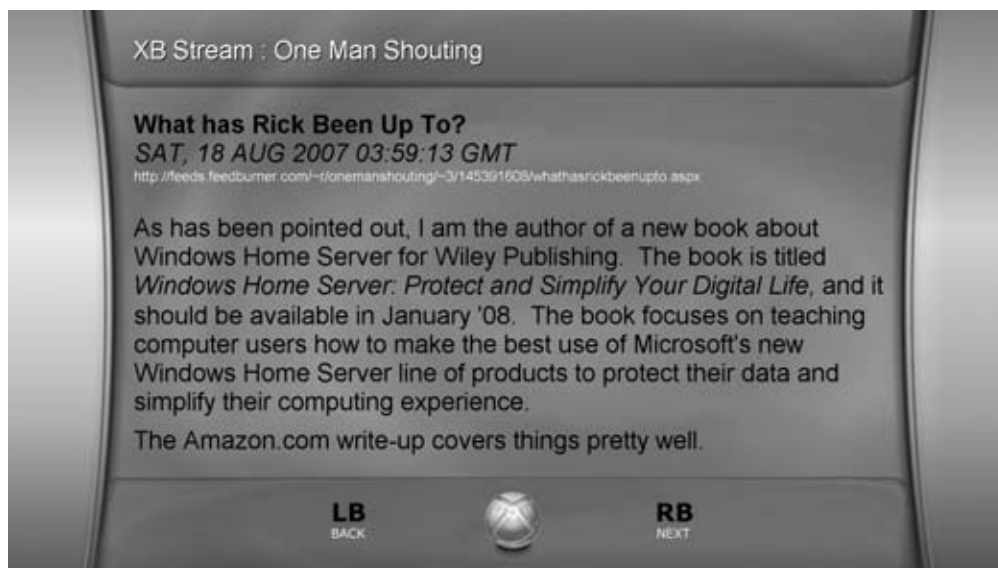 XB Stream : One Man Shouting
What has Rick Been Up To?
SAT, 18 AUG 2007 03:59:13 GMT
http://feeds.feedburner.com/~r/onemanshouting/~3/145391608/whathasrickbeenupto.aspx
As has been pointed out, I am the author of a new book about
Windows Home Server for Wiley Publishing.  The book is titled
Windows Home Server: Protect and Simplify Your Digital Life, and it
should be available in January '08.  The book focuses on teaching
computer users how to make the best use of Microsoft's new
Windows Home Server line of products to protect their data and
simplify their computing experience.
The Amazon.com write-up covers things pretty well.
LB
BACK
RB
NEXT